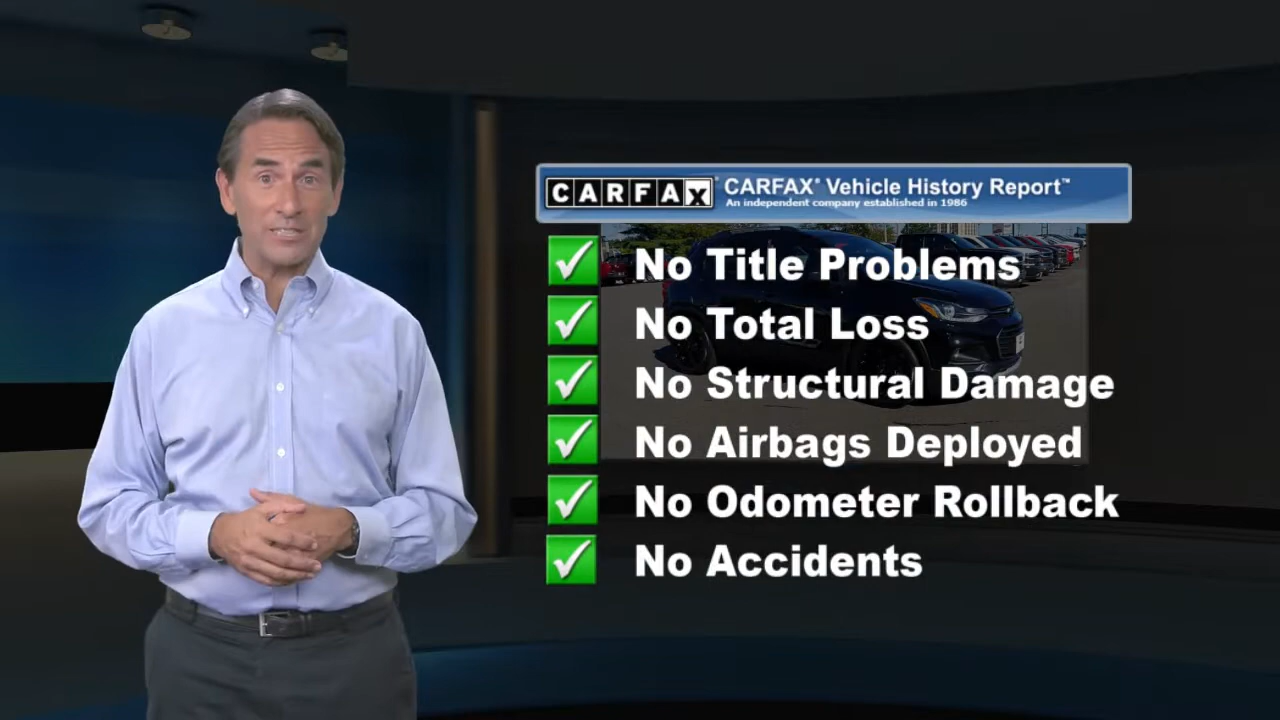 CARFAX CARFAX® Vehicle History Report™
An independent company established in 1986
No Title Problems
No Total Loss
No Structural Damage
No Airbags Deployed
No Odometer Rollback
No Accidents